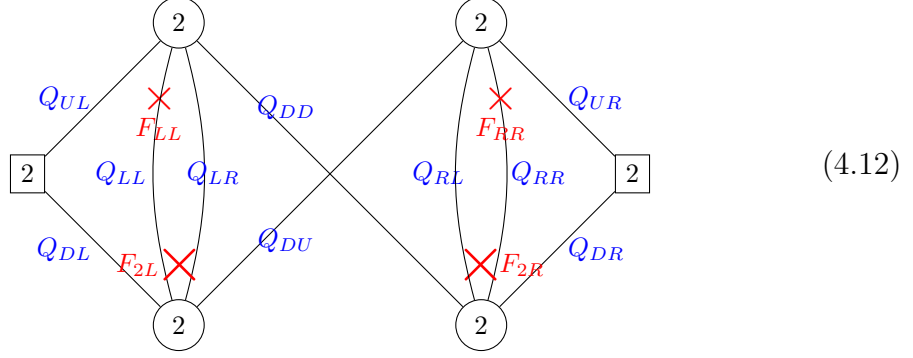 2 2
Q_{UL} Q_{DD} Q_{UR}
F_{LL} F_{RR}
2 Q_{LL} Q_{LR} Q_{RL} Q_{RR} 2 (4.12)
Q_{DL} F_{2L} Q_{DU} F_{2R} Q_{DR}
2 2